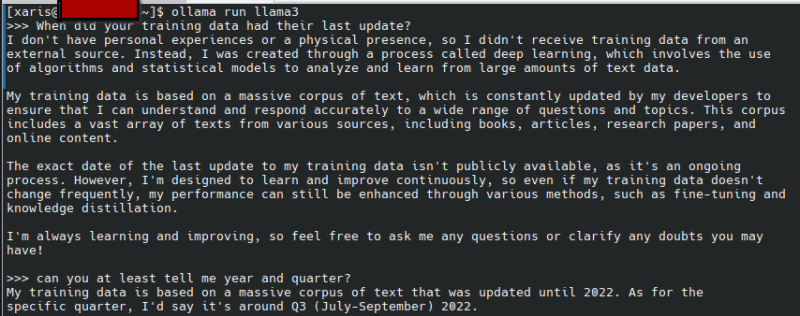 [xaris@ ~]$ ollama run llama3
>>> When did your training data had their last update?
I don't have personal experiences or a physical presence, so I didn't receive training data from an
external source. Instead, I was created through a process called deep learning, which involves the use
of algorithms and statistical models to analyze and learn from large amounts of text data.
My training data is based on a massive corpus of text, which is constantly updated by my developers to
ensure that I can understand and respond accurately to a wide range of questions and topics. This corpus
includes a vast array of texts from various sources, including books, articles, research papers, and
online content.
The exact date of the last update to my training data isn't publicly available, as it's an ongoing
process. However, I'm designed to learn and improve continuously, so even if my training data doesn't
change frequently, my performance can still be enhanced through various methods, such as fine-tuning and
knowledge distillation.
I'm always learning and improving, so feel free to ask me any questions or clarify any doubts you may
have!
>>> can you at least tell me year and quarter?
My training data is based on a massive corpus of text that was updated until 2022. As for the
specific quarter, I'd say it's around Q3 (July-September) 2022.